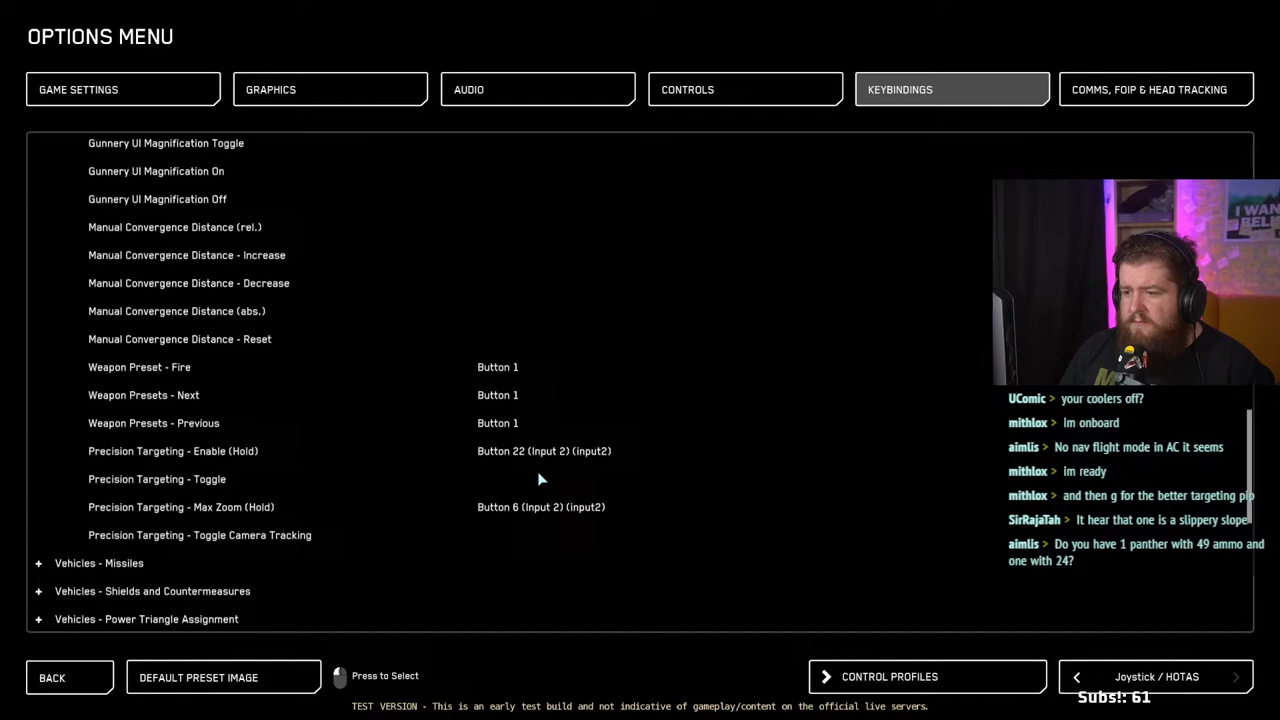 OPTIONS MENU
GAME SETTINGS
GRAPHICS
AUDIO
CONTROLS
KEYBINDINGS
COMMS, FOIP & HEAD TRACKING
Gunnery UI Magnification Toggle
Gunnery UI Magnification On
Gunnery UI Magnification Off
Manual Convergence Distance (rel.)
Manual Convergence Distance - Increase
Manual Convergence Distance - Decrease
Manual Convergence Distance (abs.)
Manual Convergence Distance - Reset
Weapon Preset - Fire Button 1
Weapon Presets - Next Button 1
Weapon Presets - Previous Button 1
Precision Targeting - Enable (Hold) Button 22 (Input 2) (input2)
Precision Targeting - Toggle
Precision Targeting - Max Zoom (Hold) Button 6 (Input 2) (input2)
Precision Targeting - Toggle Camera Tracking
+ Vehicles - Missiles
+ Vehicles - Shields and Countermeasures
+ Vehicles - Power Triangle Assignment
I WAN
BELI
UComic > your coolers off?
mithlox > im onboard
aimlis > No nav flight mode in AC it seems
mithlox > im ready
mithlox > and then g for the better targeting pip
SirRajaTah > It hear that one is a slippery slope
aimlis > Do you have 1 panther with 49 ammo and
one with 24?
BACK
DEFAULT PRESET IMAGE
Press to Select
CONTROL PROFILES
Joystick / HOTAS
Subs!: 61
TEST VERSION - This is an early test build and not indicative of gameplay/content on the official live servers.